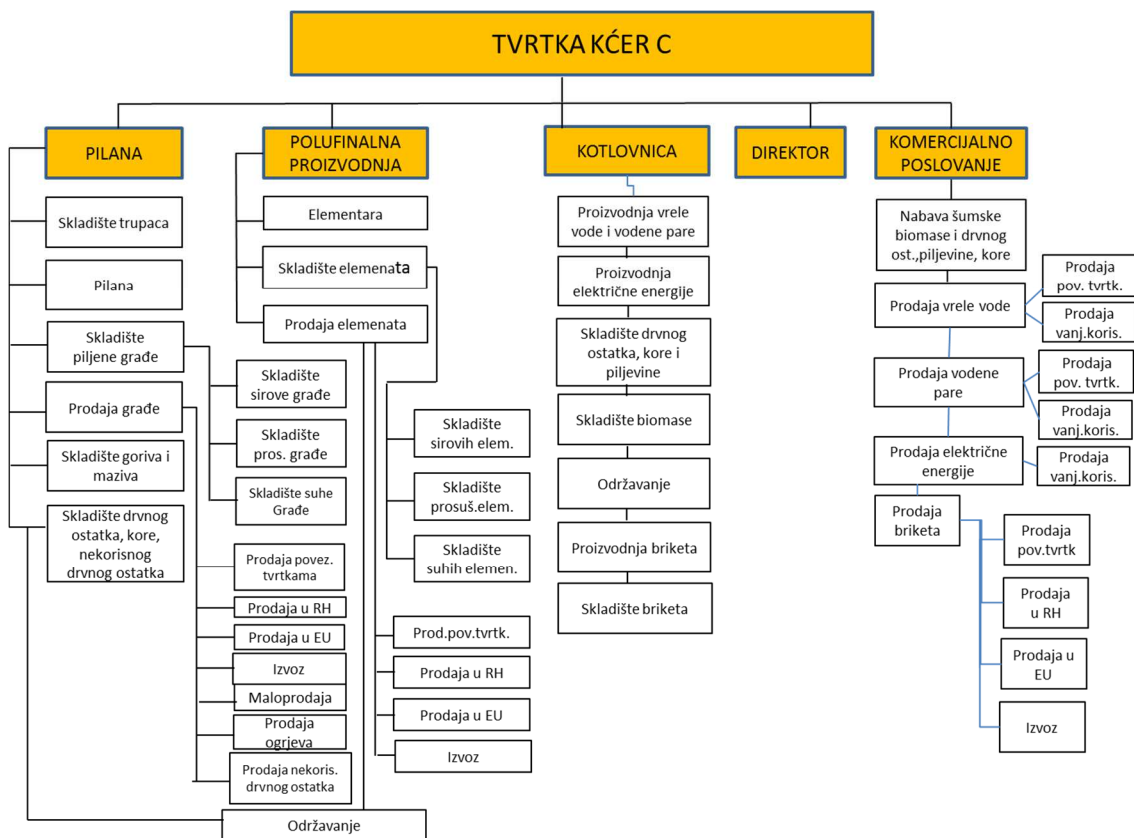 TVRTKA KĆER C
PILANA
Skladište trupaca
Pilana
Skladište
piljene građe
Prodaja građe
Skladište goriva i
maziva
Skladište drvnog
ostatka, kore,
nekorisnog
drvnog ostatka
Skladište
sirove građe
Skladište
pros. građe
Skladište suhe
Građe
Prodaja povez.
tvrtkama
Prodaja u RH
Prodaja u EU
Izvoz
Maloprodaja
Prodaja
ogrjeva
Prodaja nekoris.
drvnog ostatka
Održavanje
POLUFINALNA
PROIZVODNJA
Elementara
Skladište elemenata
Prodaja elemenata
Skladište
sirovih elem.
Skladište
prosuš.elem.
Skladište
suhih elemen.
Prod.pov.tvrtk.
Prodaja u RH
Prodaja u EU
Izvoz
KOTLOVNICA
Proizvodnja vrele
vode i vodene pare
Proizvodnja
električne energije
Skladište drvnog
ostatka, kore i
piljevine
Skladište biomase
Održavanje
Proizvodnja briketa
Skladište briketa
DIREKTOR
KOMERCIJALNO
POSLOVANJE
Nabava šumske
biomase i drvnog
ost.,piljevine, kore
Prodaja vrele vode
Prodaja
pov. tvrtk.
Prodaja
vanj.koris.
Prodaja vodene
pare
Prodaja
pov. tvrtk.
Prodaja
vanj.koris.
Prodaja električne
energije
Prodaja
vanj.koris.
Prodaja
briketa
Prodaja
pov.tvrtk
Prodaja
u RH
Prodaja u
EU
Izvoz